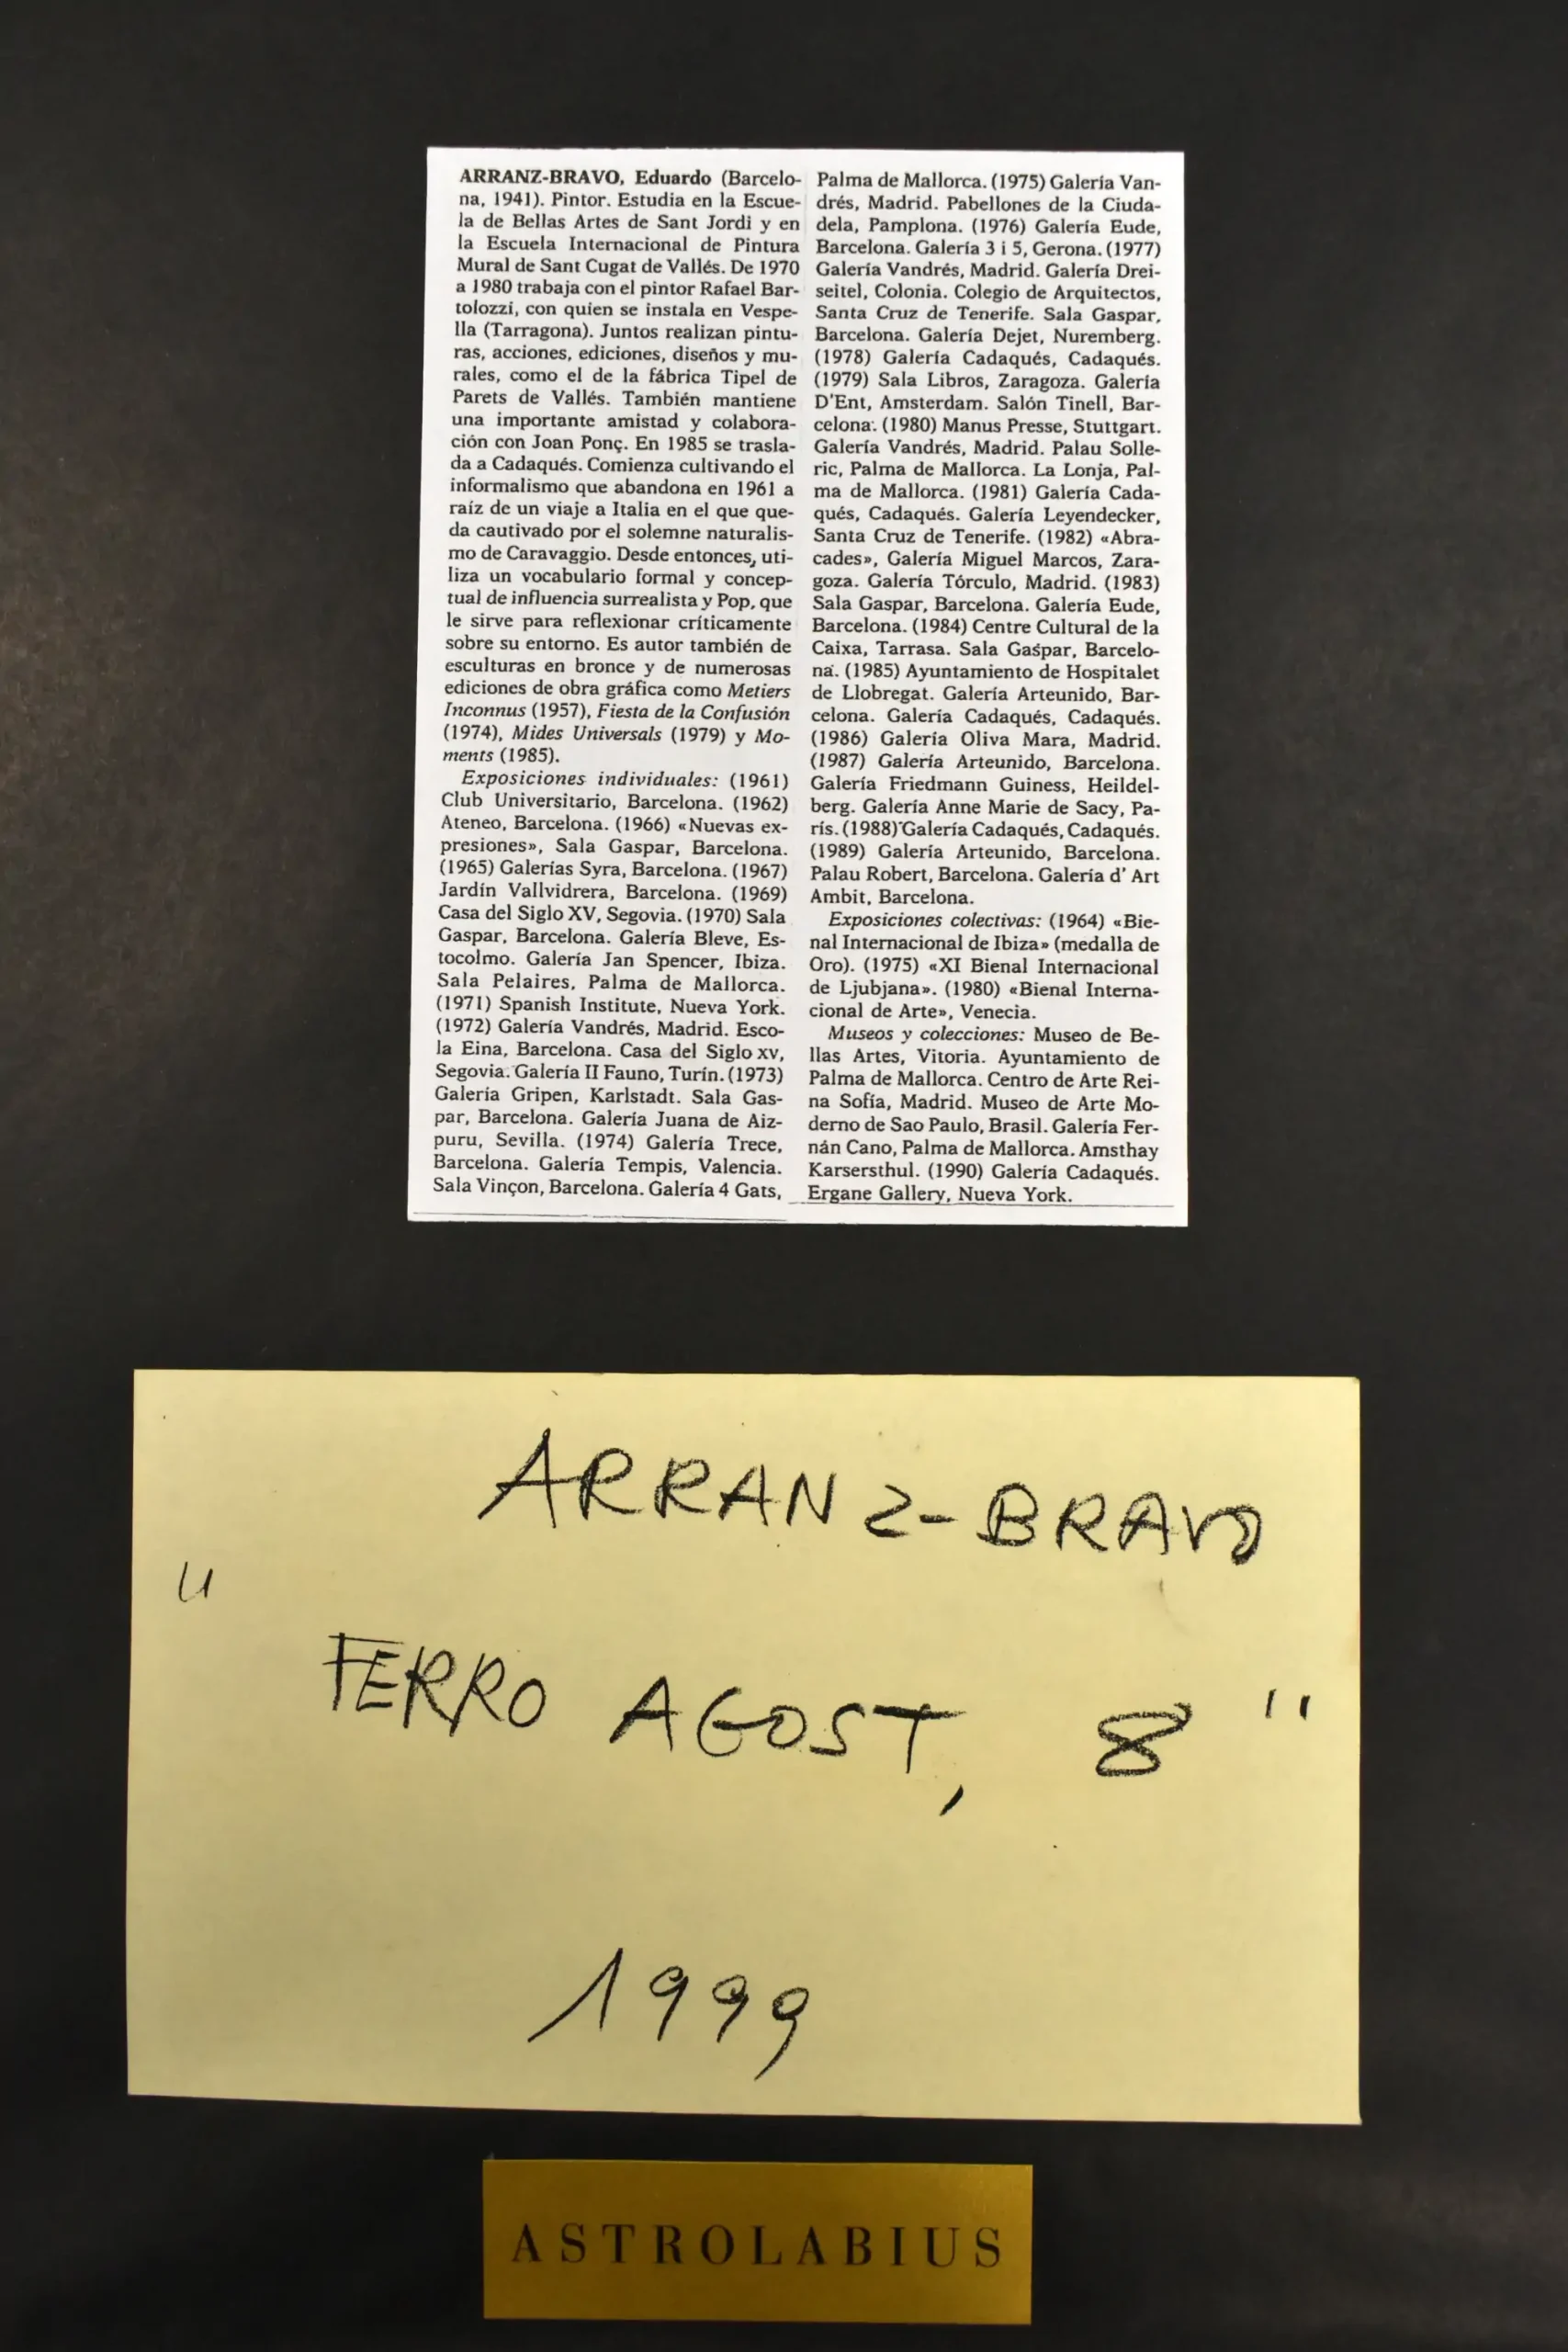 ARRANZ-BRAVO, Eduardo (Barcelo-
na, 1941). Pintor. Estudia en la Escue-
la de Bellas Artes de Sant Jordi y en
la Escuela Internacional de Pintura
Mural de Sant Cugat de Vallés. De 1970
a 1980 trabaja con el pintor Rafael Bar-
tolozzi, con quien se instala en Vespe-
lla (Tarragona). Juntos realizan pintu-
ras, acciones, ediciones, diseños y mu-
rales, como el de la fábrica Tipel de
Parets de Vallés. También mantiene
una importante amistad y colabora-
ción con Joan Ponç. En 1985 se trasla-
da a Cadaqués. Comienza cultivando el
informalismo que abandona en 1961 a
raíz de un viaje a Italia en el que que-
da cautivado por el solemne naturalis-
mo de Caravaggio. Desde entonces, uti-
liza un vocabulario formal y concep-
tual de influencia surrealista y Pop, que
le sirve para reflexionar críticamente
sobre su entorno. Es autor también de
esculturas en bronce y de numerosas
ediciones de obra gráfica como Metiers
Inconnus (1957), Fiesta de la Confusión
(1974), Mides Universals (1979) y Mo-
ments (1985).
Exposiciones individuales: (1961)
Club Universitario, Barcelona. (1962)
Ateneo, Barcelona. (1966) «Nuevas ex-
presiones», Sala Gaspar, Barcelona.
(1965) Galerías Syra, Barcelona. (1967)
Jardín Vallvidrera, Barcelona. (1969)
Casa del Siglo XV, Segovia. (1970) Sala
Gaspar, Barcelona. Galería Bleve, Es-
tocolmo. Galería Jan Spencer, Ibiza.
Sala Pelaires, Palma de Mallorca.
(1971) Spanish Institute, Nueva York.
(1972) Galería Vandrés, Madrid. Esco-
la Eina, Barcelona. Casa del Siglo XV,
Segovia. Galería II Fauno, Turín. (1973)
Galería Gripen, Karlstadt. Sala Gas-
par, Barcelona. Galería Juana de Aiz-
puru, Sevilla. (1974) Galería Trece,
Barcelona. Galería Tempis, Valencia.
Sala Vinçon, Barcelona. Galería 4 Gats,
Palma de Mallorca. (1975) Galería Van-
drés, Madrid. Pabellones de la Ciuda-
dela, Pamplona. (1976) Galería Eude,
Barcelona. Galería 3 i 5, Gerona. (1977)
Galería Vandrés, Madrid. Galería Drei-
seitel, Colonia. Colegio de Arquitectos,
Santa Cruz de Tenerife. Sala Gaspar,
Barcelona. Galería Dejet, Nuremberg.
(1978) Galería Cadaqués, Cadaqués.
(1979) Sala Libros, Zaragoza. Galería
D'Ent, Amsterdam. Salón Tinell, Bar-
celona. (1980) Manus Presse, Stuttgart.
Galería Vandrés, Madrid. Palau Solle-
ric, Palma de Mallorca. La Lonja, Pal-
ma de Mallorca. (1981) Galería Cada-
qués, Cadaqués. Galería Leyendecker,
Santa Cruz de Tenerife. (1982) «Abra-
cades», Galería Miguel Marcos, Zara-
goza. Galería Tórculo, Madrid. (1983)
Sala Gaspar, Barcelona. Galería Eude,
Barcelona. (1984) Centre Cultural de la
Caixa, Tarrasa. Sala Gaspar, Barcelo-
na. (1985) Ayuntamiento de Hospitalet
de Llobregat. Galería Arteunido, Bar-
celona. Galería Cadaqués, Cadaqués.
(1986) Galería Oliva Mara, Madrid.
(1987) Galería Arteunido, Barcelona.
Galería Friedmann Guiness, Heildel-
berg. Galería Anne Marie de Sacy, Pa-
rís. (1988) Galería Cadaqués, Cadaqués.
(1989) Galería Arteunido, Barcelona.
Palau Robert, Barcelona. Galería d' Art
Ambit, Barcelona.
Exposiciones colectivas: (1964) «Bie-
nal Internacional de Ibiza» (medalla de
Oro). (1975) «XI Bienal Internacional
de Ljubjana». (1980) «Bienal Interna-
cional de Arte», Venecia.
Museos y colecciones: Museo de Be-
llas Artes, Vitoria. Ayuntamiento de
Palma de Mallorca. Centro de Arte Rei-
na Sofía, Madrid. Museo de Arte Mo-
derno de Sao Paulo, Brasil. Galería Fer-
nán Cano, Palma de Mallorca. Amsthay
Karsersthul. (1990) Galería Cadaqués.
Ergane Gallery, Nueva York.
ARRANZ-BRAVO
"FERRO AGOST, 8"
1999
ASTROLABIUS